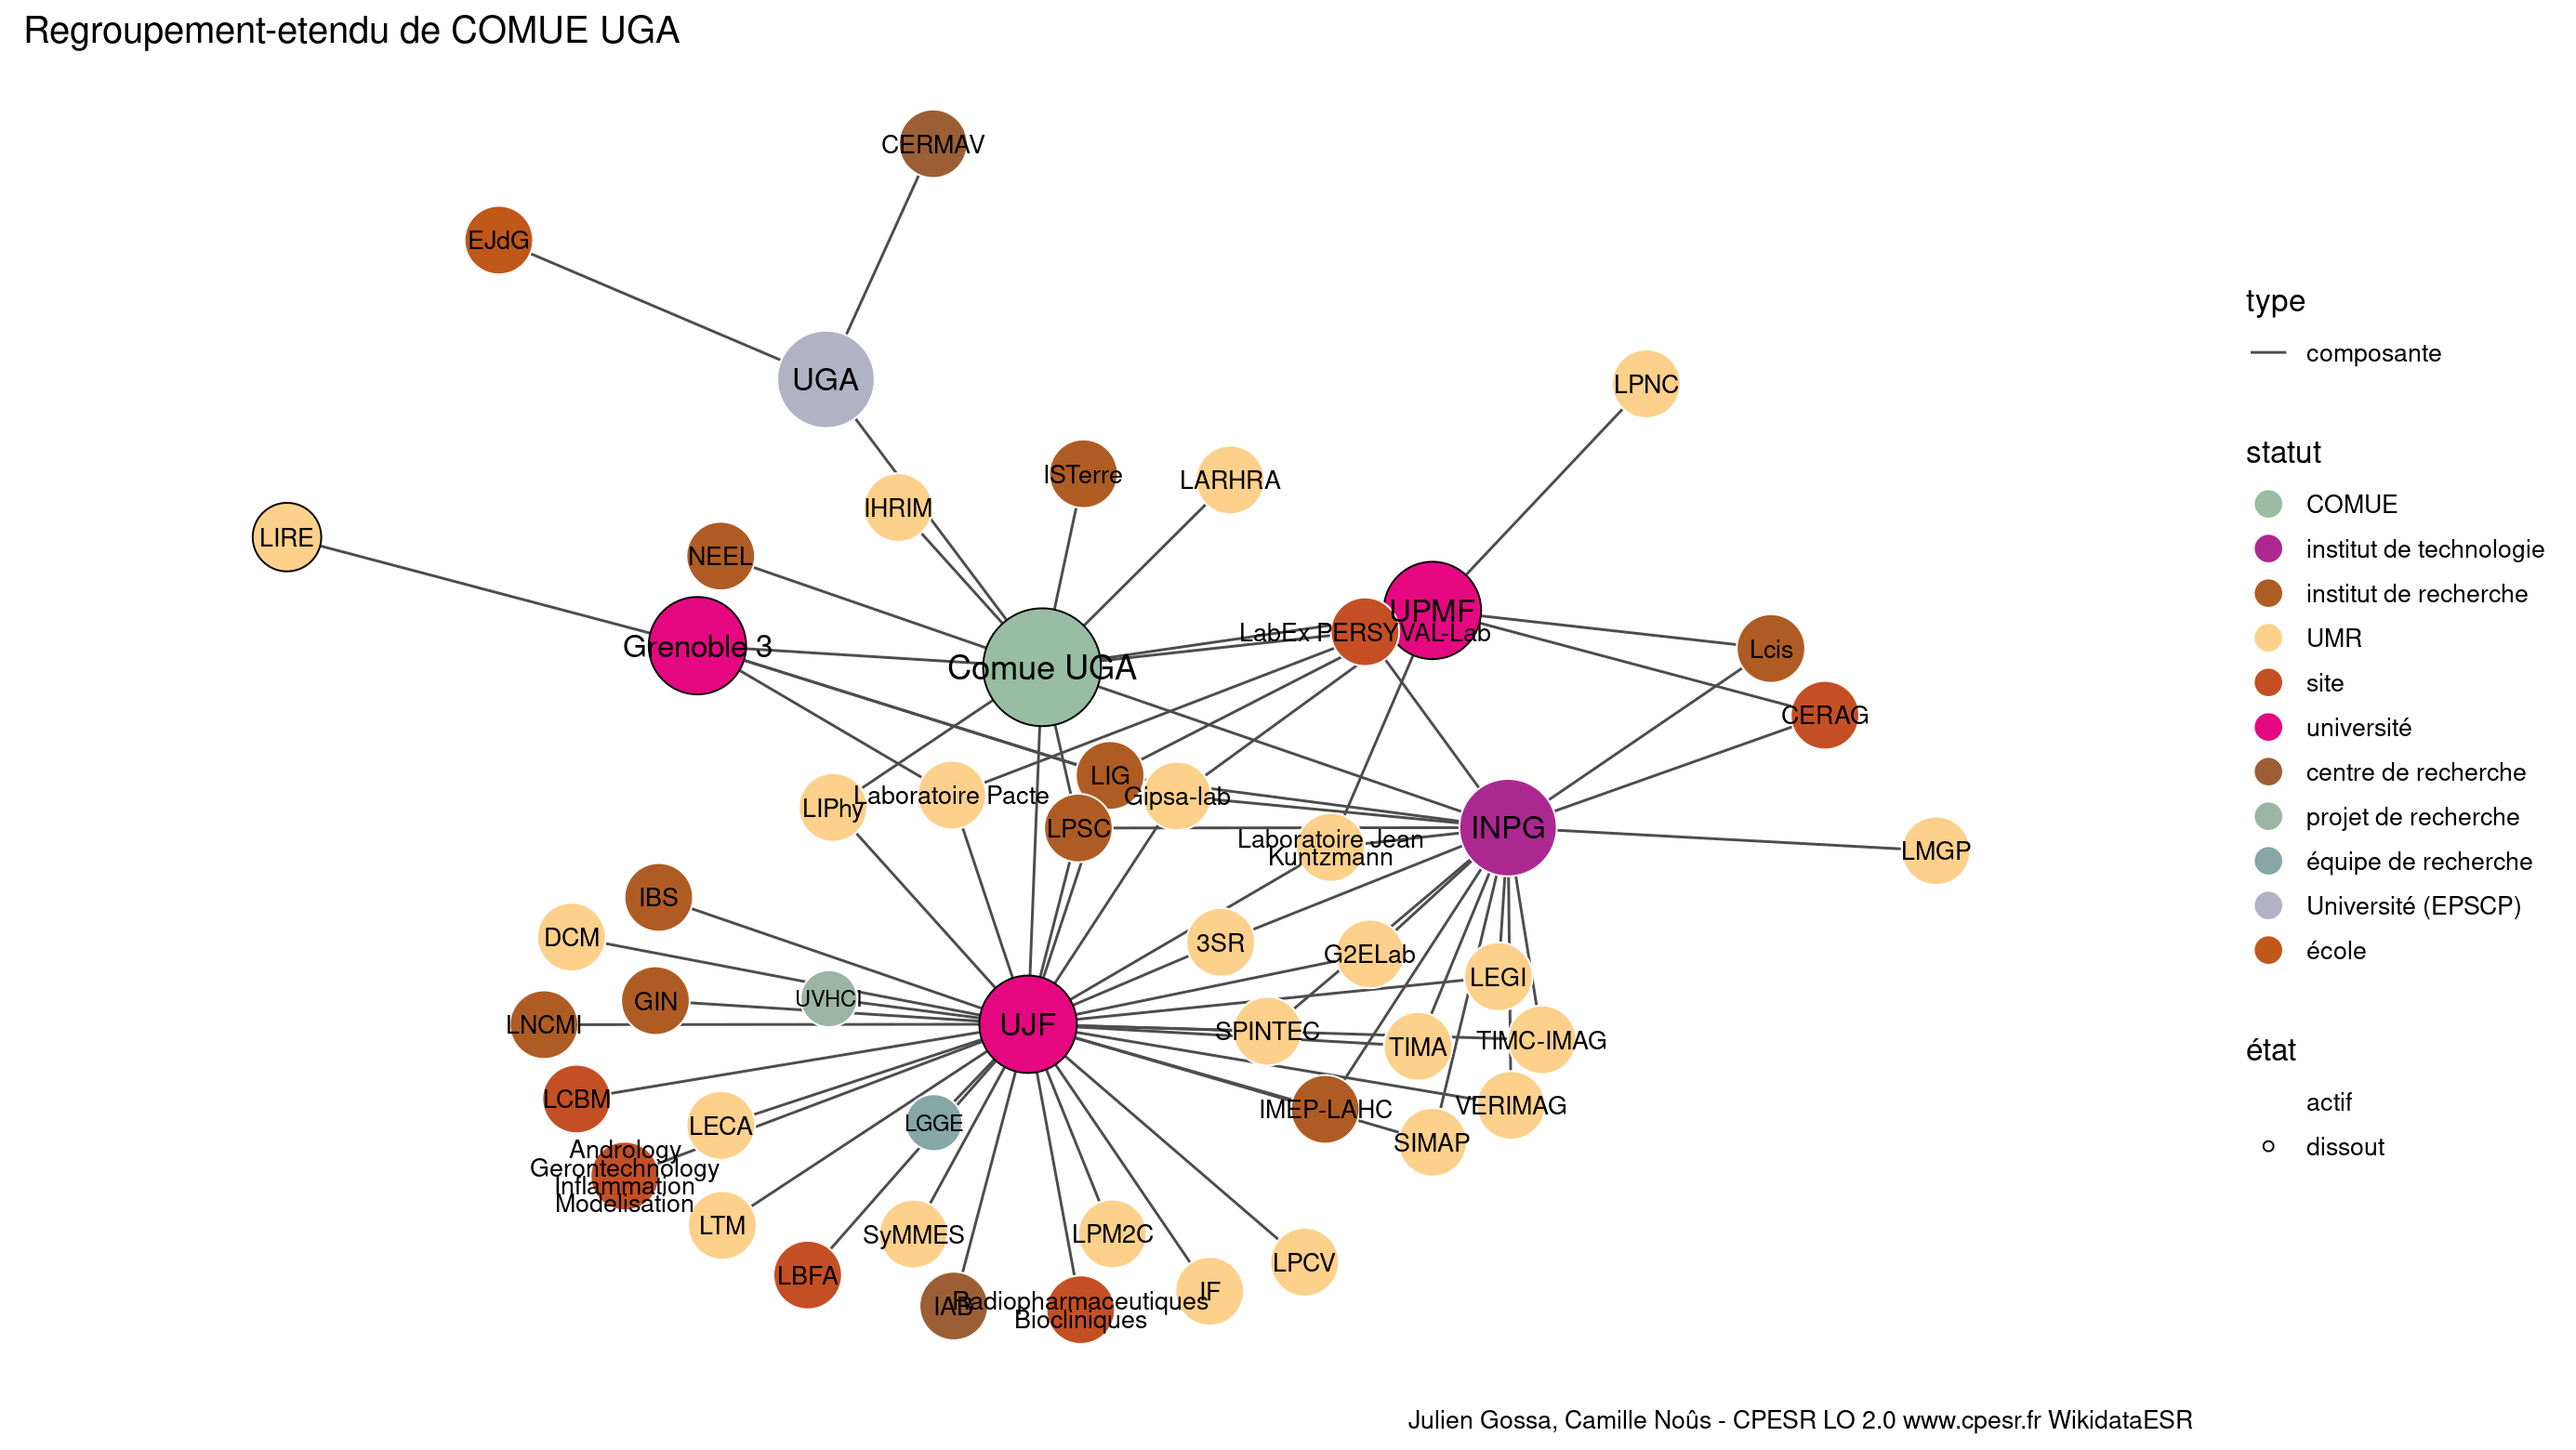 Regroupement-etendu de COMUE UGA
CERMAV
EJdG
UGA
LPNC
ISTerre
LARHRA
IHRIM
LIRE
NEEL
UPMF
LabEx PERSYVAL-Lab
Grenoble 3
Lcis
Comue UGA
CERAG
LIG
Laboratoire Pacte
Gipsa-lab
LIPhy
LPSC
INPG
Laboratoire Jean
Kuntzmann
LMGP
IBS
DCM
3SR
G2ELab
LEGI
UVHCI
GIN
LNCMI
UJF
SPINTEC
TIMA
TIMC-IMAG
LCBM
VERIMAG
IMEP-LAHC
LGGE
LECA
SIMAP
Andrology
Gerontechnology
Inflammation
Modelisation
LTM
SyMMES
LPM2C
LPCV
LBFA
IF
IAB
Radiopharmaceutiques
Biocliniques
type
composante
statut
COMUE
institut de technologie
institut de recherche
UMR
site
université
centre de recherche
projet de recherche
équipe de recherche
Université (EPSCP)
école
état
actif
dissout
Julien Gossa, Camille Noûs - CPESR LO 2.0 www.cpesr.fr WikidataESR